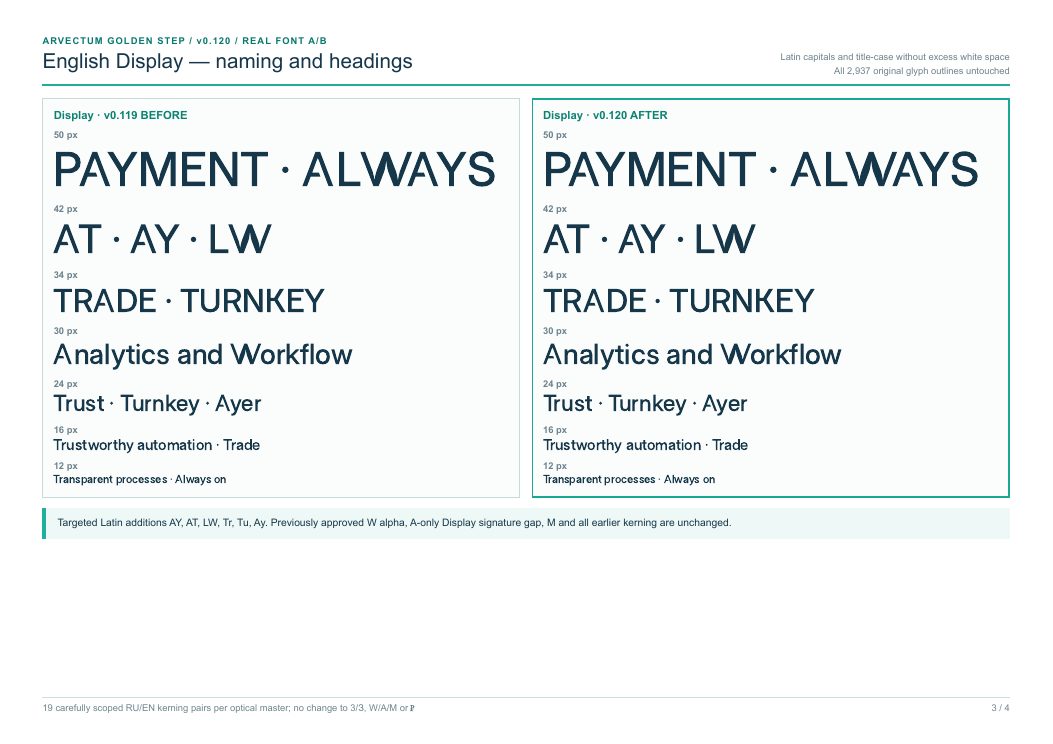 ARVECTUM GOLDEN STEP / v0.120 / REAL FONT A/B
English Display — naming and headings
Latin capitals and title-case without excess white space
All 2,937 original glyph outlines untouched
Display · v0.119 BEFORE
50 px
PAYMENT · ALWAYS
42 px
AT · AY · LW
34 px
TRADE · TURNKEY
30 px
Analytics and Workflow
24 px
Trust · Turnkey · Ayer
16 px
Trustworthy automation · Trade
12 px
Transparent processes · Always on
Display · v0.120 AFTER
50 px
PAYMENT · ALWAYS
42 px
AT · AY · LW
34 px
TRADE · TURNKEY
30 px
Analytics and Workflow
24 px
Trust · Turnkey · Ayer
16 px
Trustworthy automation · Trade
12 px
Transparent processes · Always on
Targeted Latin additions AY, AT, LW, Tr, Tu, Ay. Previously approved W alpha, A-only Display signature gap, M and all earlier kerning are unchanged.
19 carefully scoped RU/EN kerning pairs per optical master; no change to 3/З, W/A/M or ₽
3 / 4